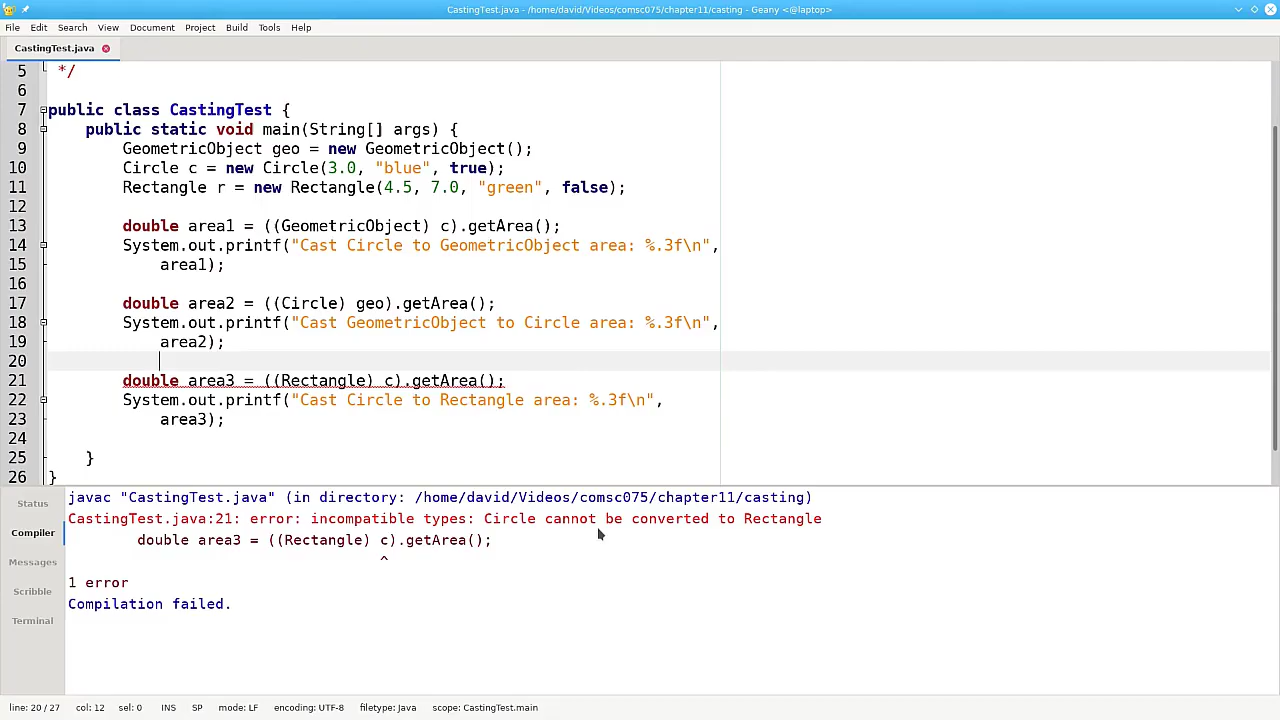 CastingTest.java - /home/david/Videos/comsc075/chapter11/casting - Geany <@laptop>
File Edit Search View Document Project Build Tools Help
CastingTest.java
5 */
6
7 public class CastingTest {
8 public static void main(String[] args) {
9 GeometricObject geo = new GeometricObject();
10 Circle c = new Circle(3.0, "blue", true);
11 Rectangle r = new Rectangle(4.5, 7.0, "green", false);
12
13 double area1 = ((GeometricObject) c).getArea();
14 System.out.printf("Cast Circle to GeometricObject area: %.3f\n",
15 area1);
16
17 double area2 = ((Circle) geo).getArea();
18 System.out.printf("Cast GeometricObject to Circle area: %.3f\n",
19 area2);
20
21 double area3 = ((Rectangle) c).getArea();
22 System.out.printf("Cast Circle to Rectangle area: %.3f\n",
23 area3);
24
25 }
26 }
Status
Compiler
Messages
Scribble
Terminal
javac "CastingTest.java" (in directory: /home/david/Videos/comsc075/chapter11/casting)
CastingTest.java:21: error: incompatible types: Circle cannot be converted to Rectangle
double area3 = ((Rectangle) c).getArea();
^
1 error
Compilation failed.
line: 20 / 27 col: 12 sel: 0 INS SP mode: LF encoding: UTF-8 filetype: Java scope: CastingTest.main